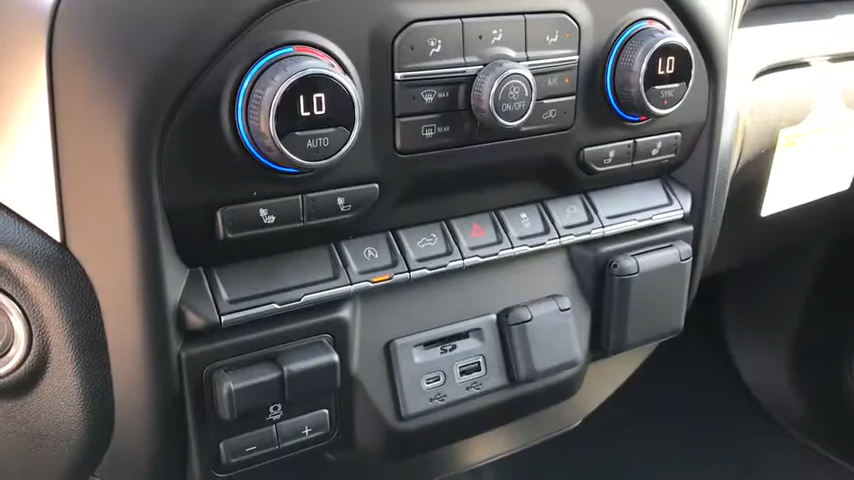 LO
AUTO
MAX
REAR
ON/OFF
A/C
LO
SYNC
SD
− +